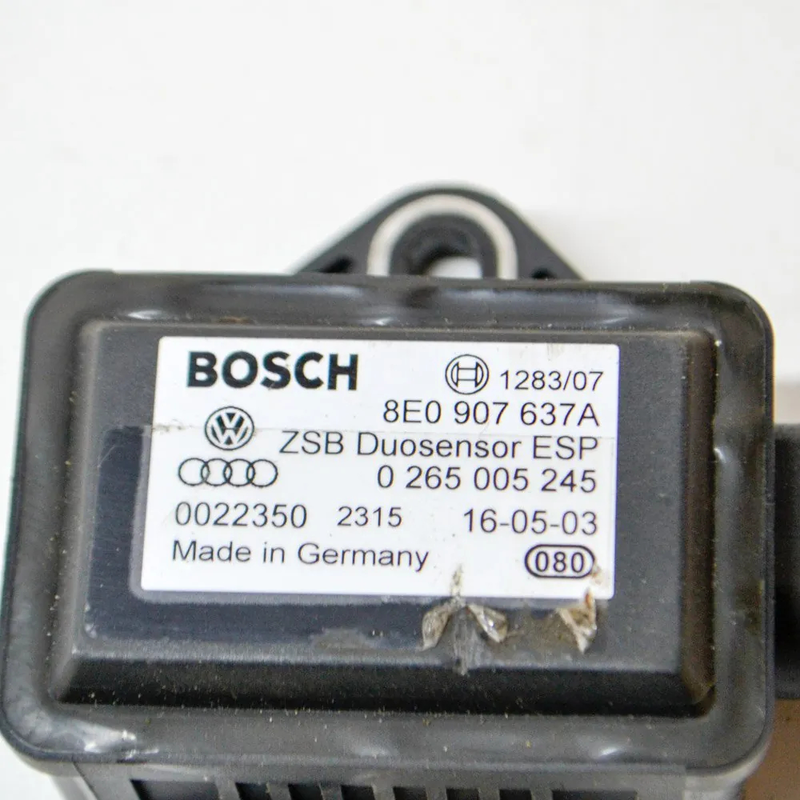 BOSCH 1283/07
8E0 907 637A
ZSB Duosensor ESP
0 265 005 245
0022350 2315 16-05-03
Made in Germany 080